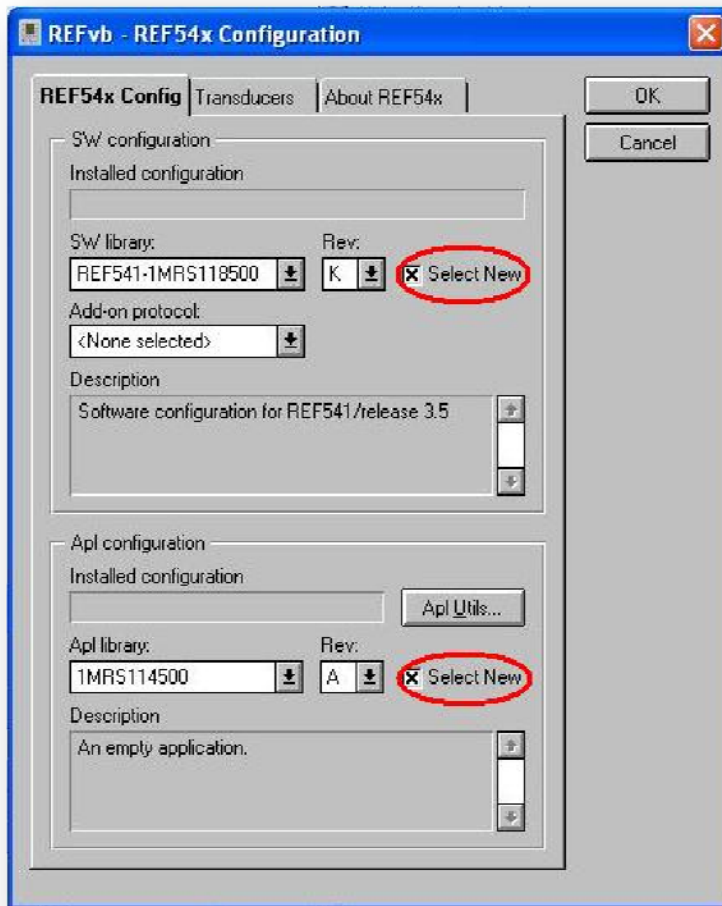 REFvb - REF54x Configuration
REF54x Config
Transducers
About REF54x
OK
Cancel
SW configuration
Installed configuration
SW library:
Rev:
REF541-1MRS118500
K
Select New
Add-on protocol:
<None selected>
Description
Software configuration for REF541/release 3.5
Apl configuration
Installed configuration
Apl Utils...
Apl library:
Rev:
1MRS114500
A
Select New
Description
An empty application.